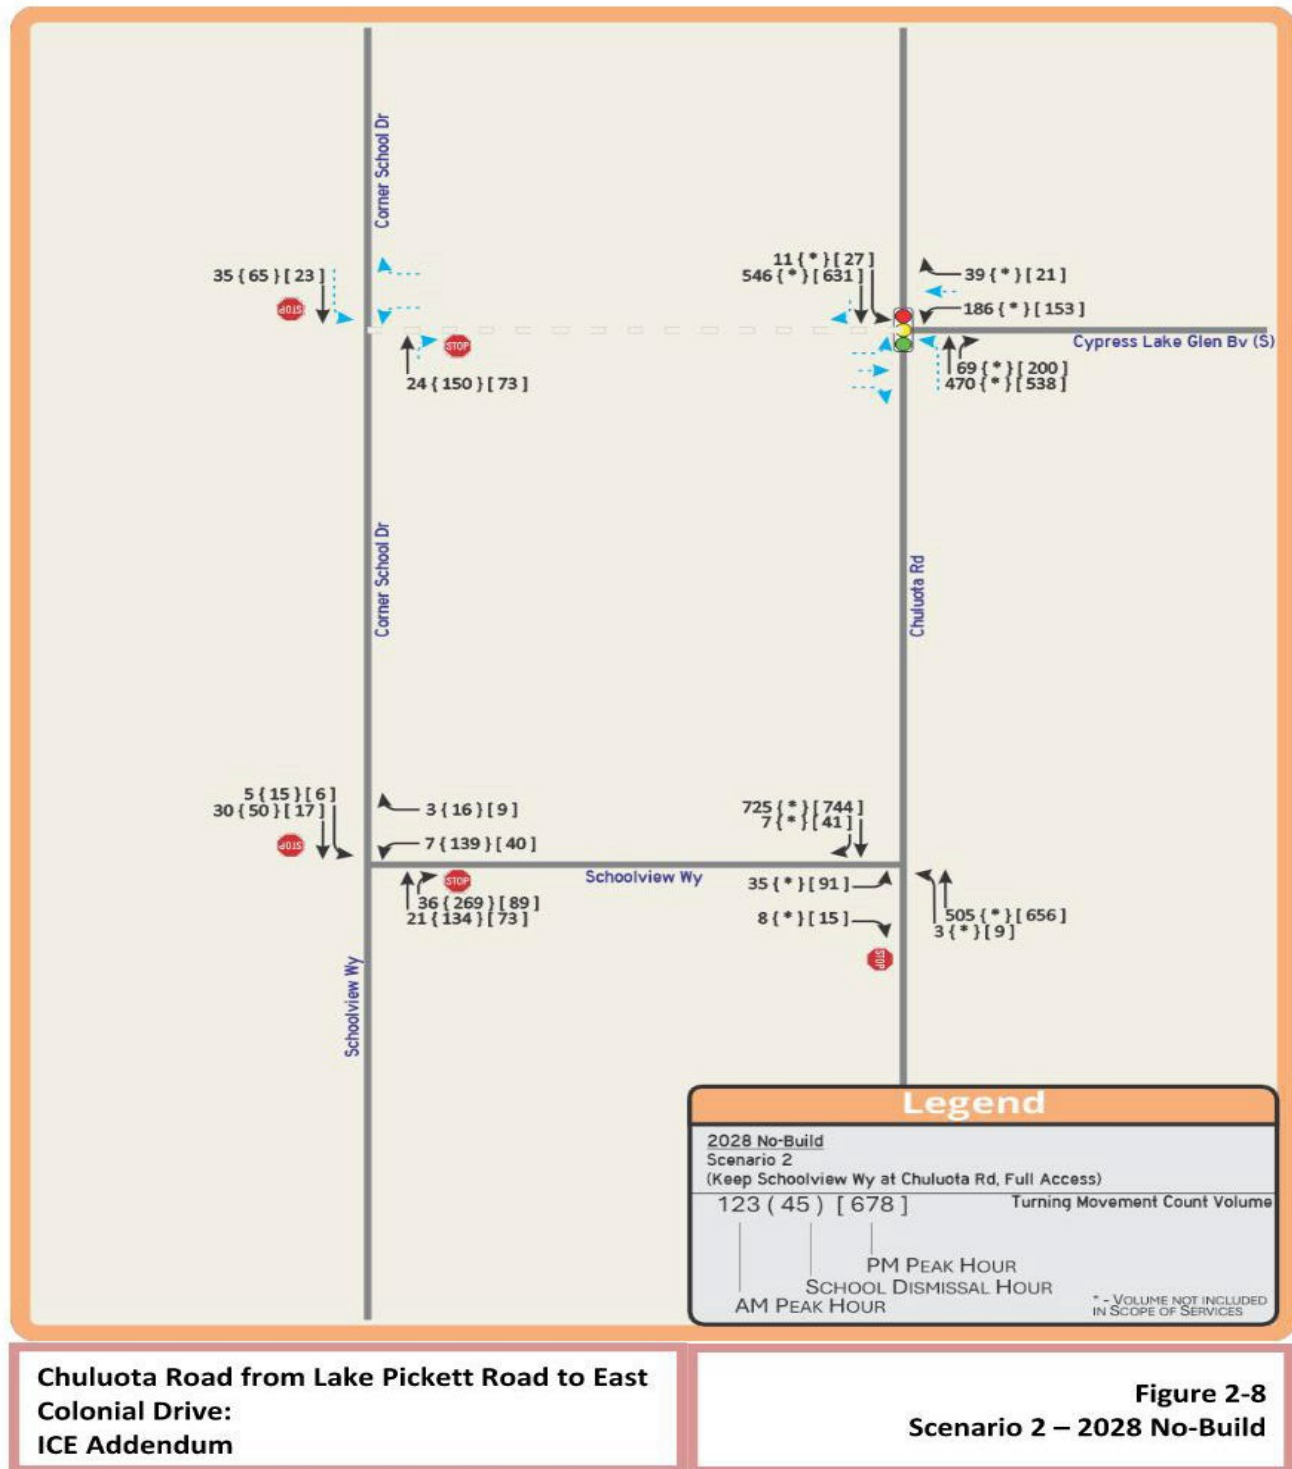 Corner School Dr
35 { 65 } [ 23 ]
STOP
STOP
24 { 150 } [ 73 ]
11 { * } [ 27 ]
546 { * } [ 631 ]
39 { * } [ 21 ]
186 { * } [ 153 ]
Cypress Lake Glen Bv (S)
69 { * } [ 200 ]
470 { * } [ 538 ]
Corner School Dr
Chuluota Rd
5 { 15 } [ 6 ]
30 { 50 } [ 17 ]
STOP
3 { 16 } [ 9 ]
7 { 139 } [ 40 ]
STOP
36 { 269 } [ 89 ]
21 { 134 } [ 73 ]
Schoolview Wy
725 { * } [ 744 ]
7 { * } [ 41 ]
35 { * } [ 91 ]
8 { * } [ 15 ]
STOP
505 { * } [ 656 ]
3 { * } [ 9 ]
Schoolview Wy
Legend
2028 No-Build
Scenario 2
(Keep Schoolview Wy at Chuluota Rd, Full Access)
123 ( 45 ) [ 678 ] Turning Movement Count Volume
PM PEAK HOUR
SCHOOL DISMISSAL HOUR
AM PEAK HOUR
* - VOLUME NOT INCLUDED
IN SCOPE OF SERVICES
Chuluota Road from Lake Pickett Road to East
Colonial Drive:
ICE Addendum
Figure 2-8
Scenario 2 – 2028 No-Build